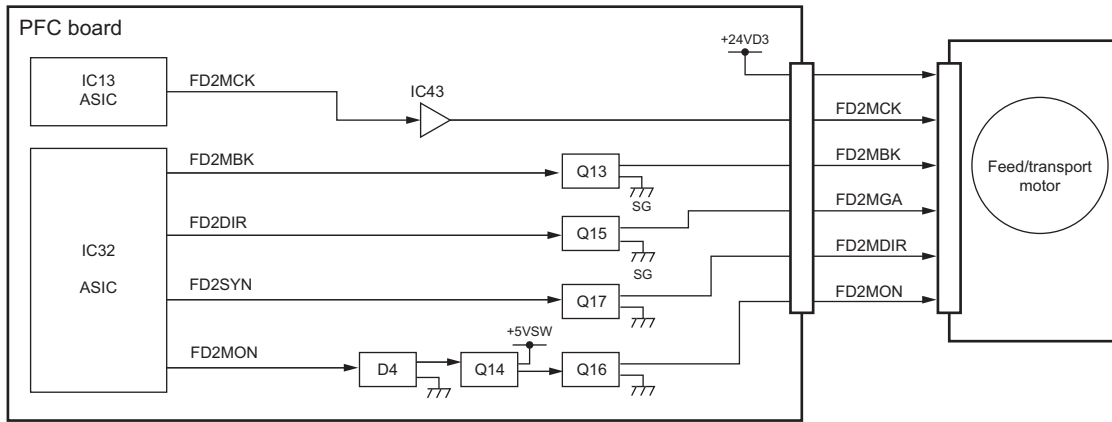 PFC board
+24VD3
IC13
ASIC
FD2MCK
IC43
FD2MCK
IC32
ASIC
FD2MBK
Q13
SG
FD2MBK
FD2DIR
Q15
SG
FD2MGA
FD2SYN
Q17
FD2MDIR
FD2MON
D4
Q14
+5VSW
Q16
FD2MON
Feed/transport
motor